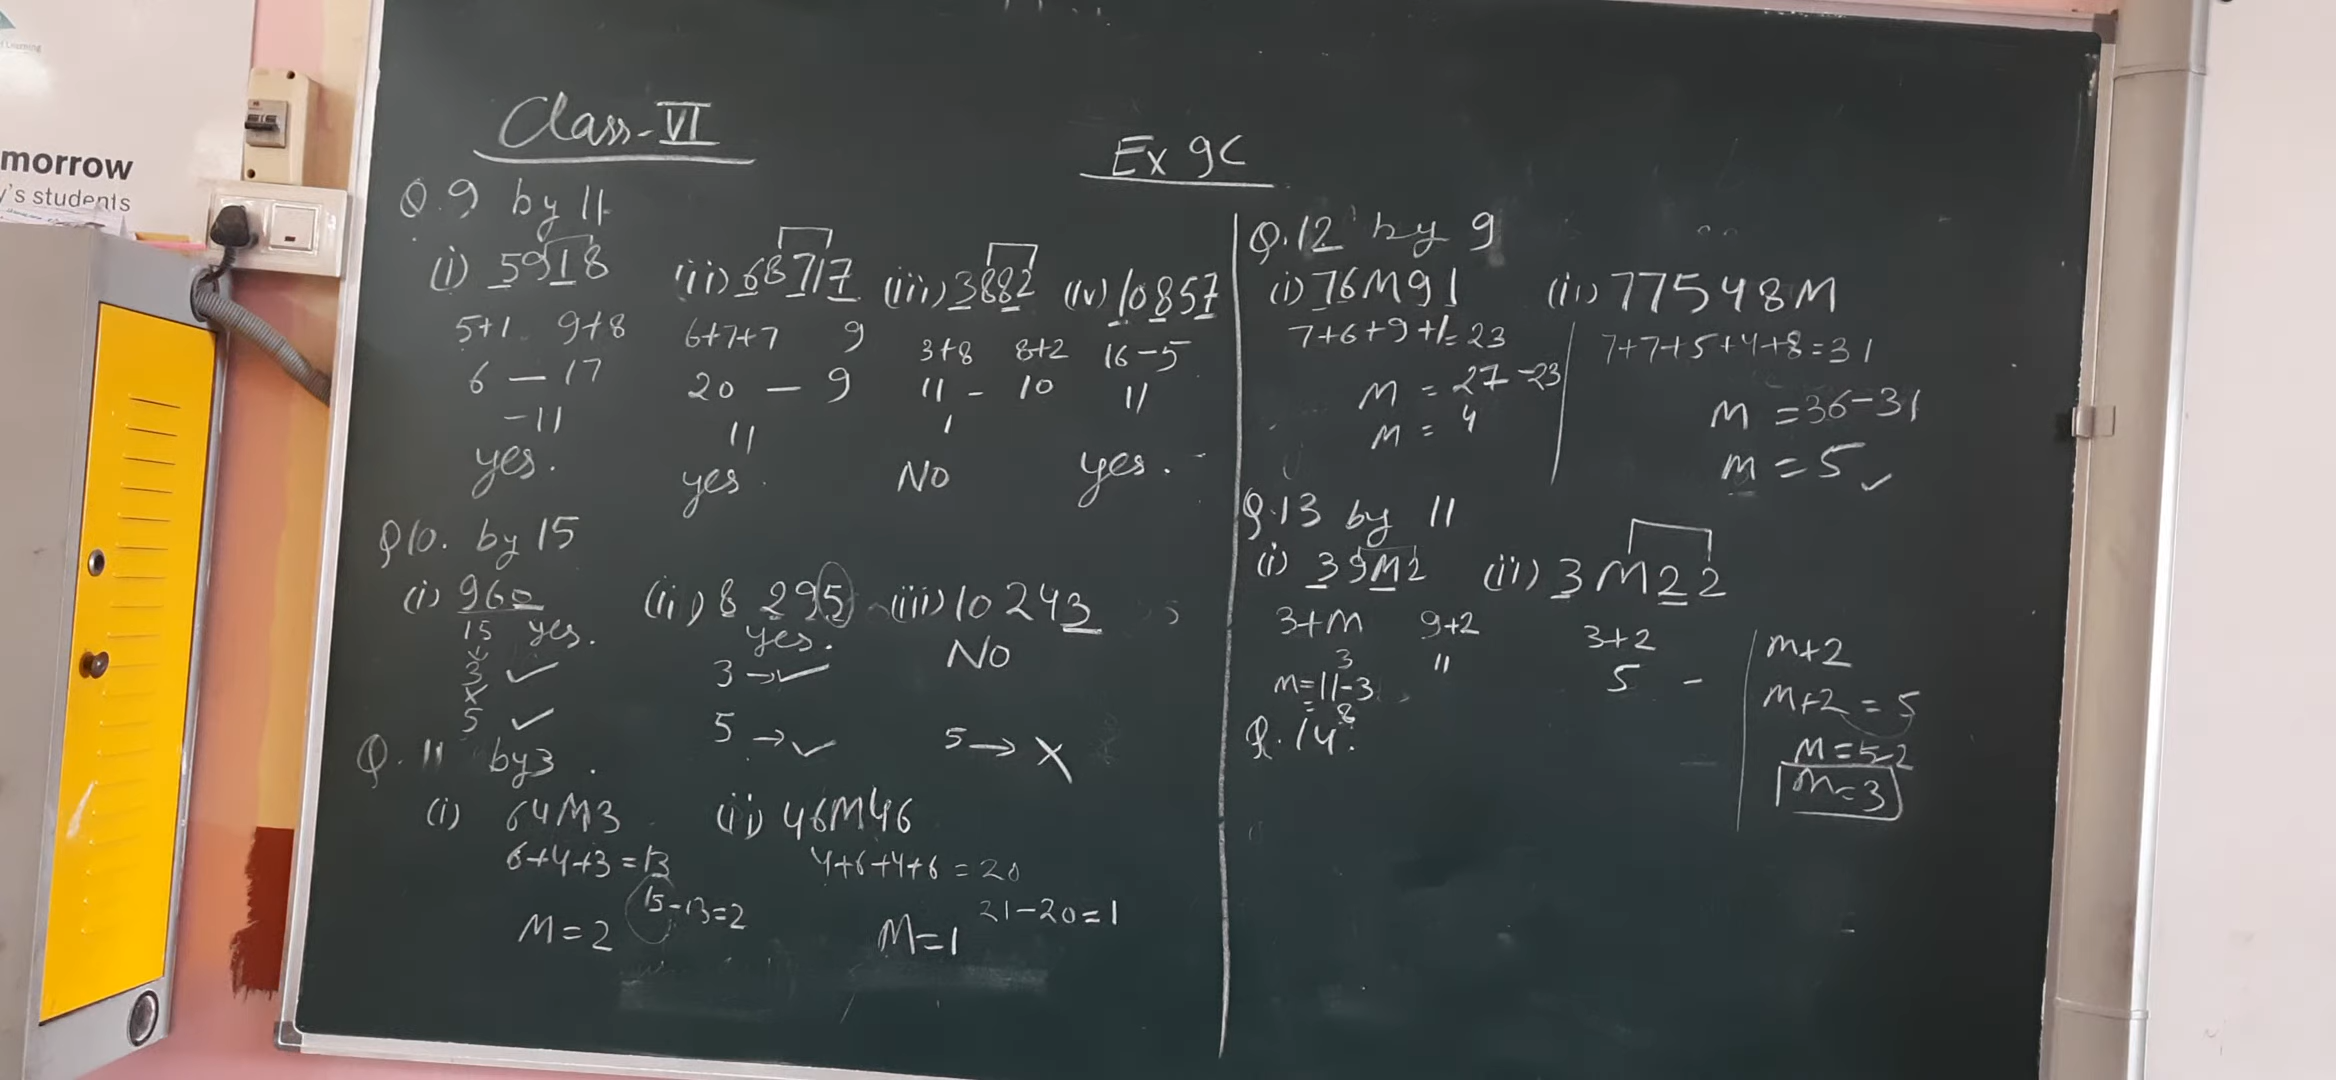 f Learning
morrow
y's students
Class-VI
Ex 9C
Q.9 by 11
(i) 5918 (ii) 68717 (iii) 3882 (iv) 10857
5+1 9+8 6+7+7 9 3+8 8+2 16-5
6 - 17 20 - 9 11 - 10 11
-11 11 1
yes. yes. NO yes.
Q10. by 15
(i) 960 (ii) 8 295 (iii) 10 243
15 yes. yes. NO
3 ✓ 3→✓
x
5 ✓ 5→✓ 5→X
Q.11 by 3.
(i) 64M3 (ii) 46M46
6+4+3=13 4+6+4+6=20
15-13=2 21-20=1
M=2 M=1
Q.12 by 9
(i) 76M91 (ii) 77548M
7+6+9+1=23 7+7+5+4+8=31
M = 27-23 M = 36-31
M = 4 M = 5 ✓
Q.13 by 11
(i) 39M2 (ii) 3M22
3+M 9+2 3+2 M+2
3 11 5 - M+2=5
M=11-3 M=5-2
= 8 M=3
Q.14.